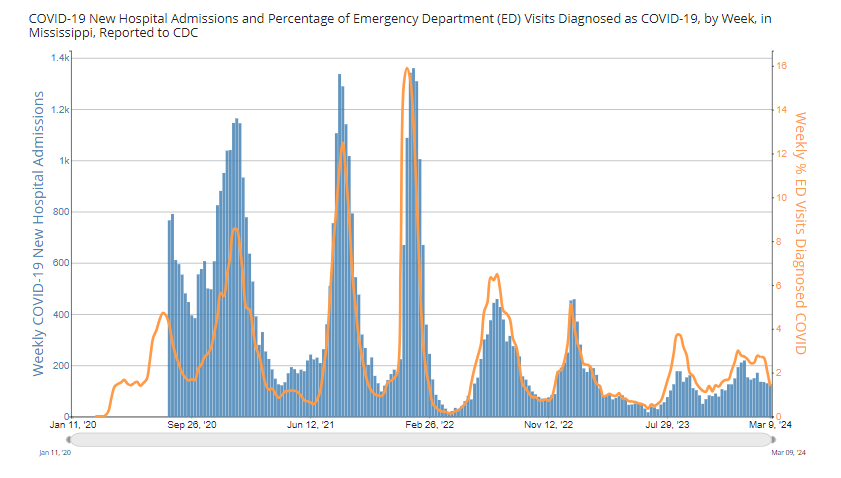 COVID-19 New Hospital Admissions and Percentage of Emergency Department (ED) Visits Diagnosed as COVID-19, by Week, in
Mississippi, Reported to CDC
Weekly COVID-19 New Hospital Admissions
1.4k
1.2k
1k
800
600
400
200
0
16
14
12
10
8
6
4
2
0
Weekly % ED Visits Diagnosed COVID
Jan 11, '20
Sep 26, '20
Jun 12, '21
Feb 26, '22
Nov 12, '22
Jul 29, '23
Mar 9, '24
Jan 11, '20
Mar 09, '24